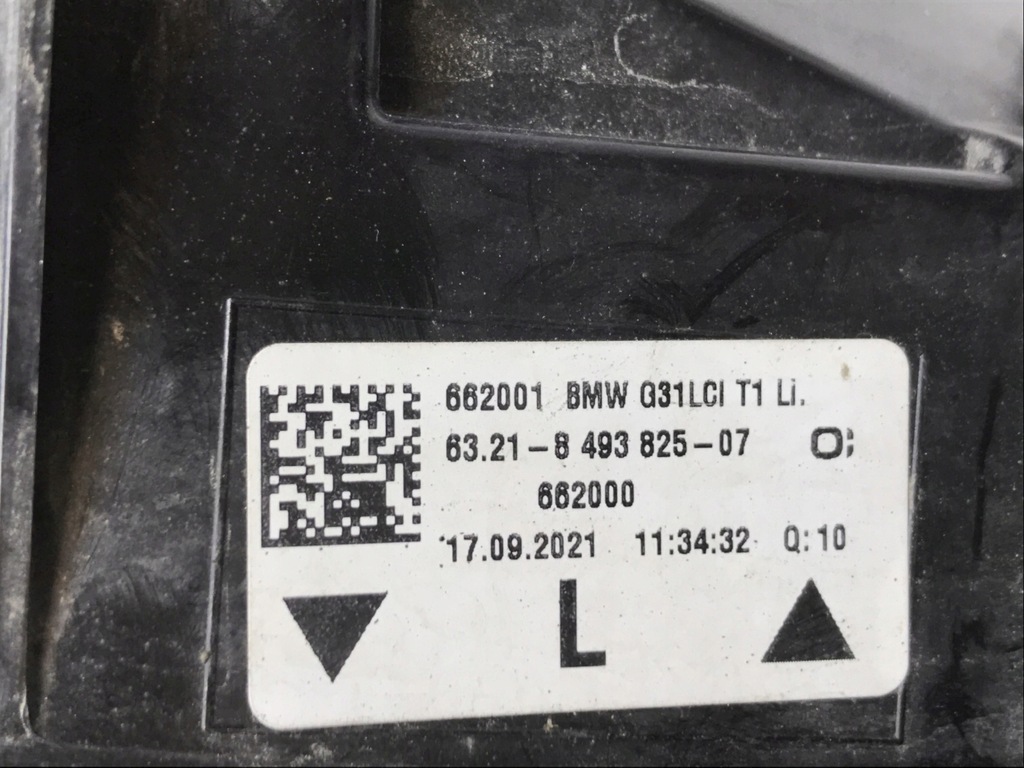 662001 BMW G31LCI T1 Li.
63.21-8 493 825-07 O;
662000
17.09.2021 11:34:32 Q:10
L